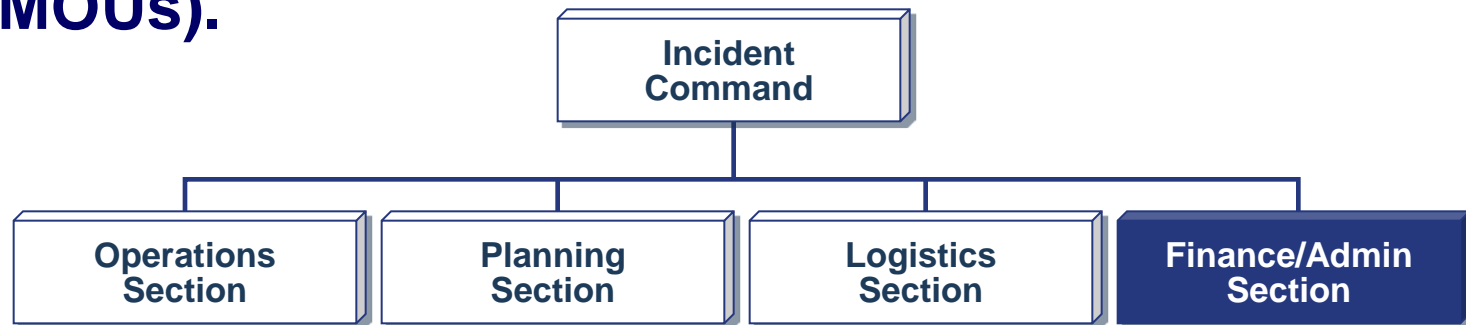 MOUs).
Incident
Command
Operations
Section
Planning
Section
Logistics
Section
Finance/Admin
Section